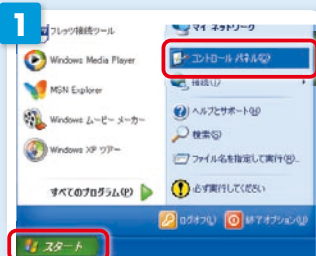 1
フレッツ接続ツール
Windows Media Player
MSN Explorer
Windows ムービー メーカー
Windows XP ツアー
すべてのプログラム(P)
マイ ネットワーク
コントロール パネル(C)
接続(T)
ヘルプとサポート(H)
検索(S)
ファイル名を指定して実行(R)...
必ず実行してください
ログオフ(L)
終了オプション(U)
スタート